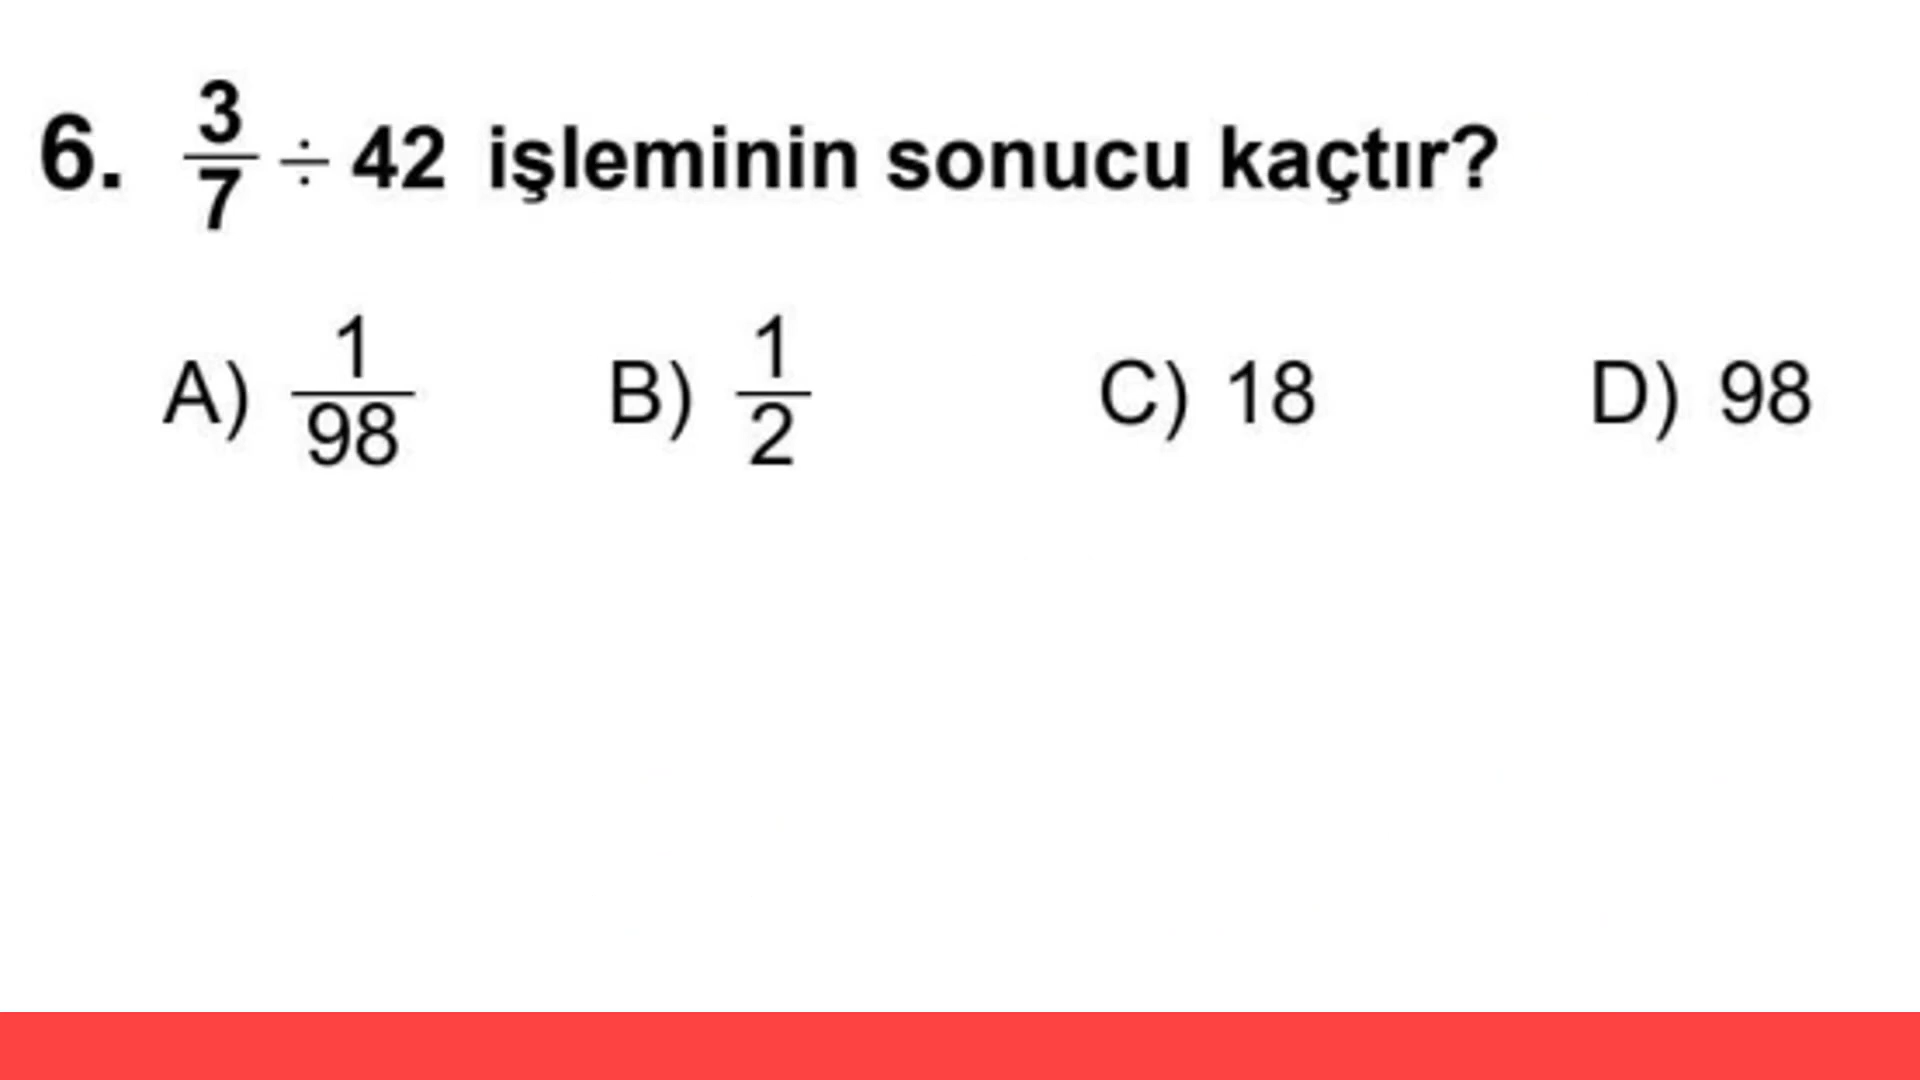 6. 3/7 ÷ 42 işleminin sonucu kaçtır?
A) 1/98 B) 1/2 C) 18 D) 98